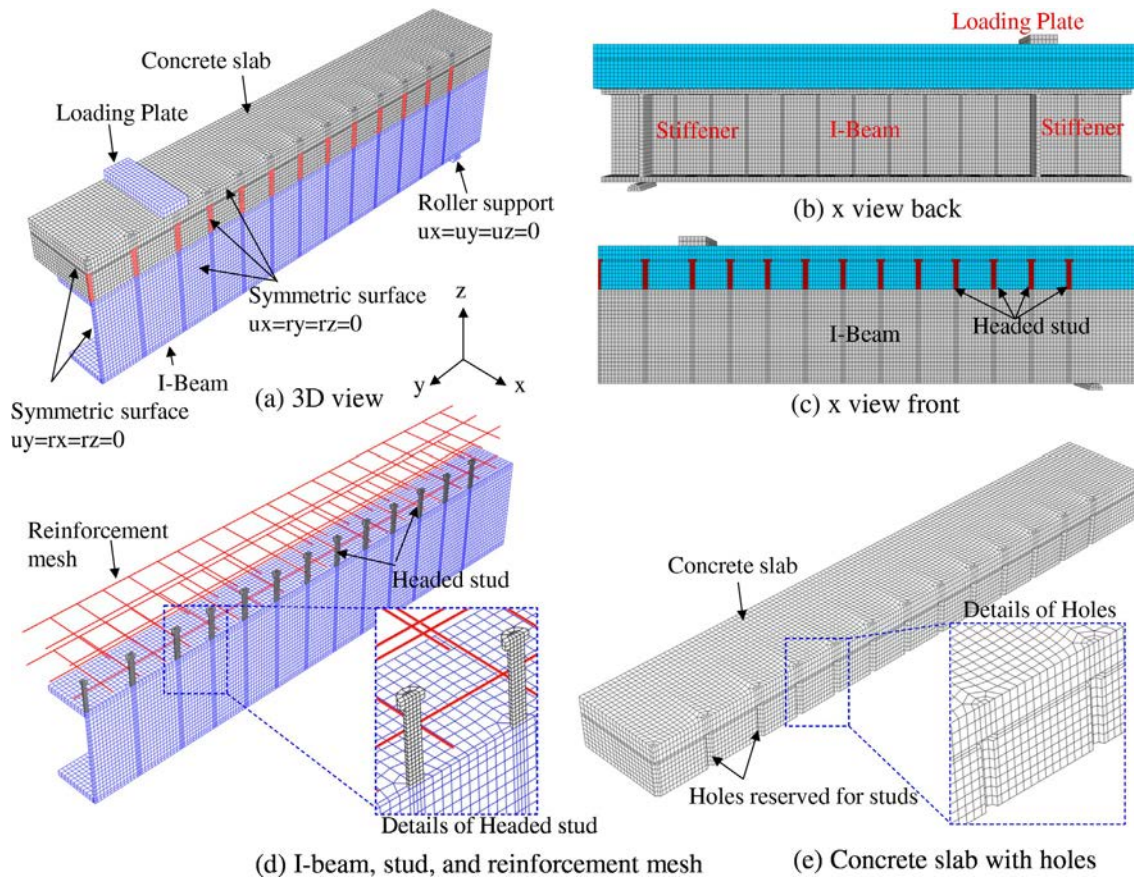 Concrete slab
Loading Plate
Roller support
ux=uy=uz=0
Symmetric surface
ux=ry=rz=0
z
y
x
I-Beam
(a) 3D view
Symmetric surface
uy=rx=rz=0
Loading Plate
Stiffener
I-Beam
Stiffener
(b) x view back
Headed stud
I-Beam
(c) x view front
Reinforcement
mesh
Headed stud
Details of Headed stud
(d) I-beam, stud, and reinforcement mesh
Concrete slab
Details of Holes
Holes reserved for studs
(e) Concrete slab with holes